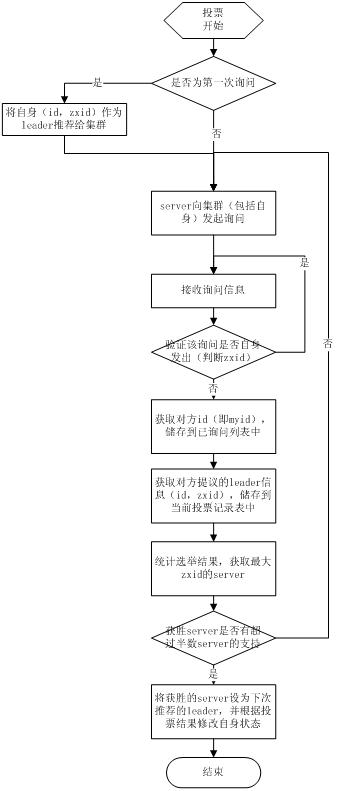 投票
开始
是否为第一次询问
是
将自身（id, zxid）作为
leader推荐给集群
否
server向集群（包括自
身）发起询问
是
接收询问信息
验证该询问是否自身
发出（判断zxid）
否
否
获取对方id（即myid），
储存到已询问列表中
获取对方提议的leader信
息（id, zxid），储存到
当前投票记录表中
统计选举结果，获取最大
zxid的server
获胜server是否有超
过半数server的支持
是
将获胜的server设为下次
推荐的leader，并根据投
票结果修改自身状态
结束